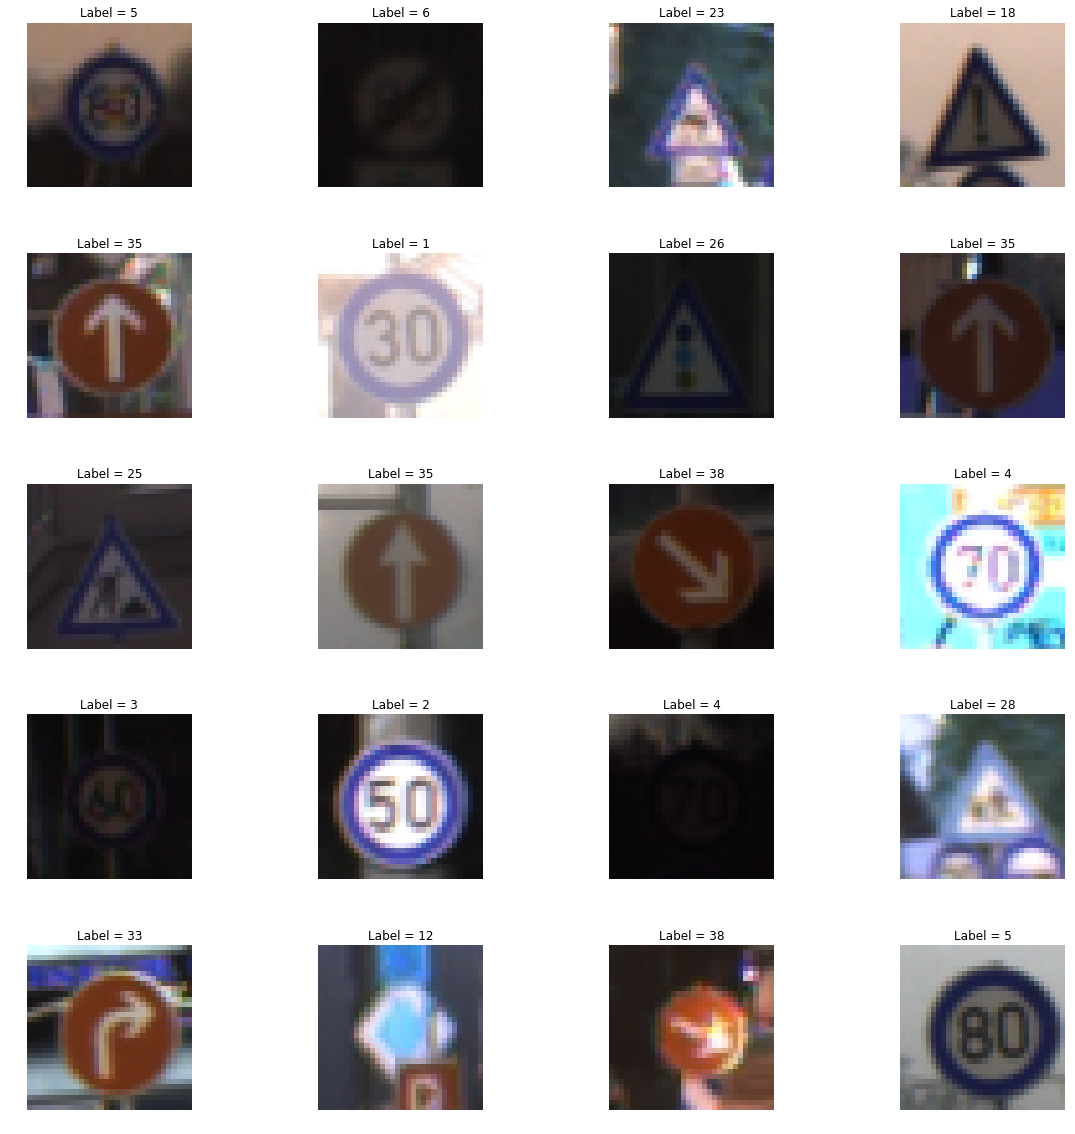 Label = 5
Label = 6
Label = 23
Label = 18
Label = 35
Label = 1
Label = 26
Label = 35
30
Label = 25
Label = 35
Label = 38
Label = 4
70
Label = 3
Label = 2
Label = 4
Label = 28
60
50
70
Label = 33
Label = 12
Label = 38
Label = 5
80